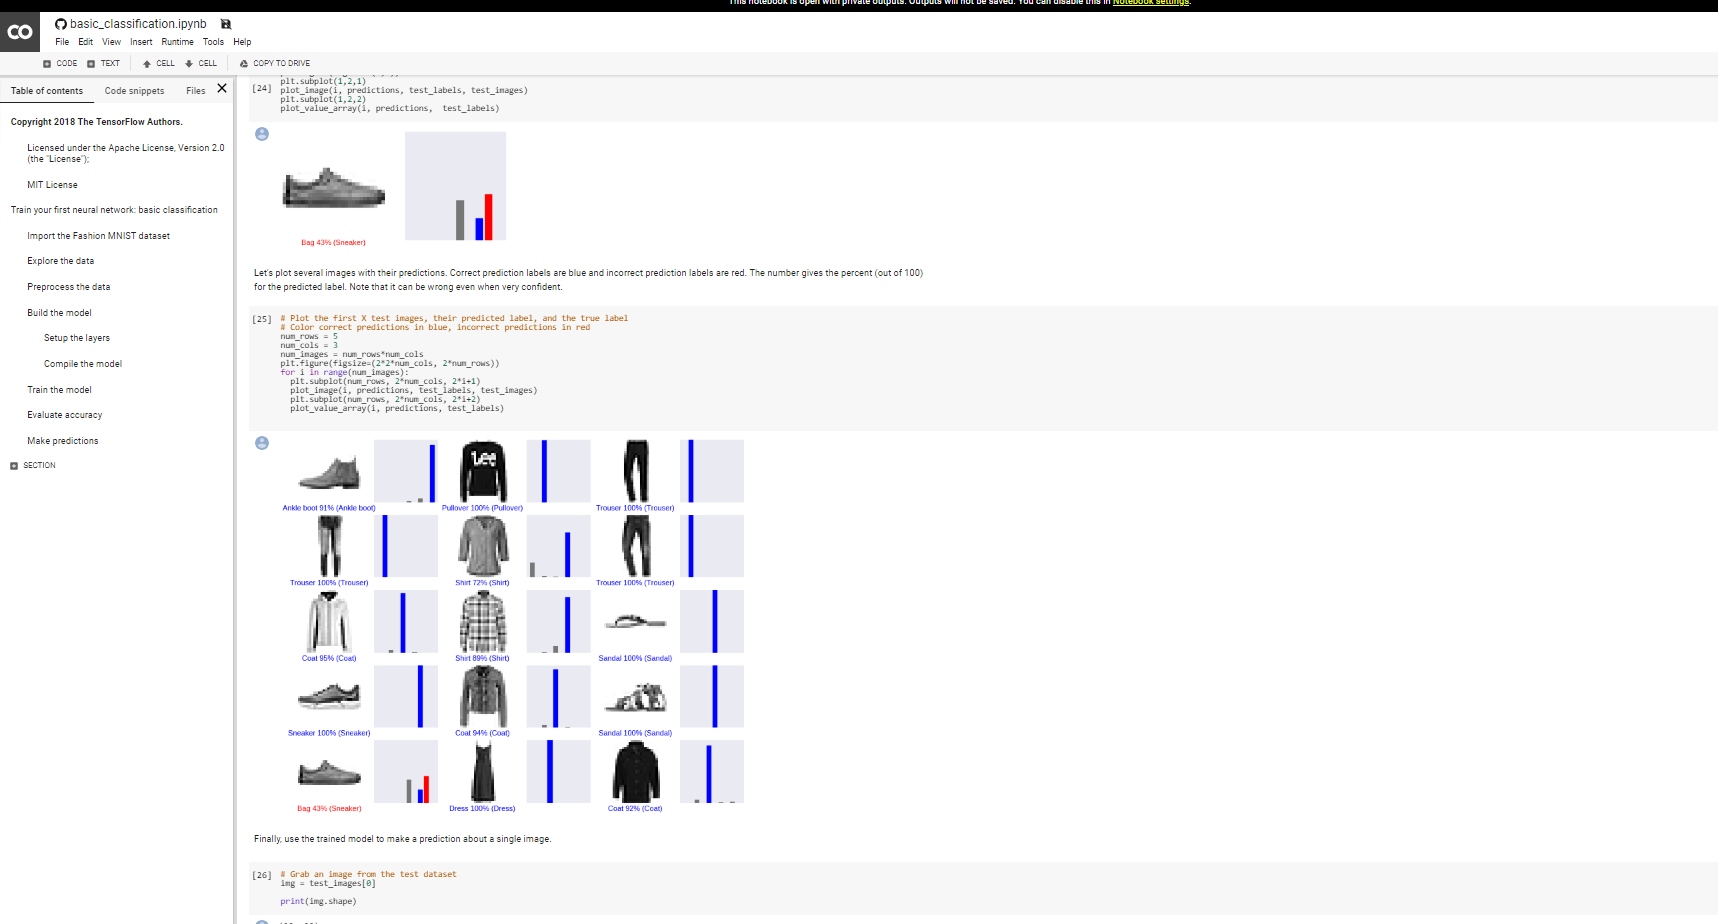 This notebook is open with private outputs. Outputs will not be saved. You can disable this in Notebook settings.
CO
basic_classification.ipynb
File Edit View Insert Runtime Tools Help
CODE TEXT CELL CELL COPY TO DRIVE
Table of contents Code snippets Files
Copyright 2018 The TensorFlow Authors.
Licensed under the Apache License, Version 2.0
(the "License");
MIT License
Train your first neural network: basic classification
Import the Fashion MNIST dataset
Explore the data
Preprocess the data
Build the model
Setup the layers
Compile the model
Train the model
Evaluate accuracy
Make predictions
SECTION
plt.subplot(1,2,1)
[24] plot_image(i, predictions, test_labels, test_images)
plt.subplot(1,2,2)
plot_value_array(i, predictions,  test_labels)
Bag 43% (Sneaker)
Let's plot several images with their predictions. Correct prediction labels are blue and incorrect prediction labels are red. The number gives the percent (out of 100)
for the predicted label. Note that it can be wrong even when very confident.
[25] # Plot the first X test images, their predicted label, and the true label
# Color correct predictions in blue, incorrect predictions in red
num_rows = 5
num_cols = 3
num_images = num_rows*num_cols
plt.figure(figsize=(2*2*num_cols, 2*num_rows))
for i in range(num_images):
  plt.subplot(num_rows, 2*num_cols, 2*i+1)
  plot_image(i, predictions, test_labels, test_images)
  plt.subplot(num_rows, 2*num_cols, 2*i+2)
  plot_value_array(i, predictions, test_labels)
Lee
Ankle boot 91% (Ankle boot) Pullover 100% (Pullover) Trouser 100% (Trouser)
Trouser 100% (Trouser) Shirt 72% (Shirt) Trouser 100% (Trouser)
Coat 95% (Coat) Shirt 89% (Shirt) Sandal 100% (Sandal)
Sneaker 100% (Sneaker) Coat 94% (Coat) Sandal 100% (Sandal)
Bag 43% (Sneaker) Dress 100% (Dress) Coat 92% (Coat)
Finally, use the trained model to make a prediction about a single image.
[26] # Grab an image from the test dataset
img = test_images[0]
print(img.shape)